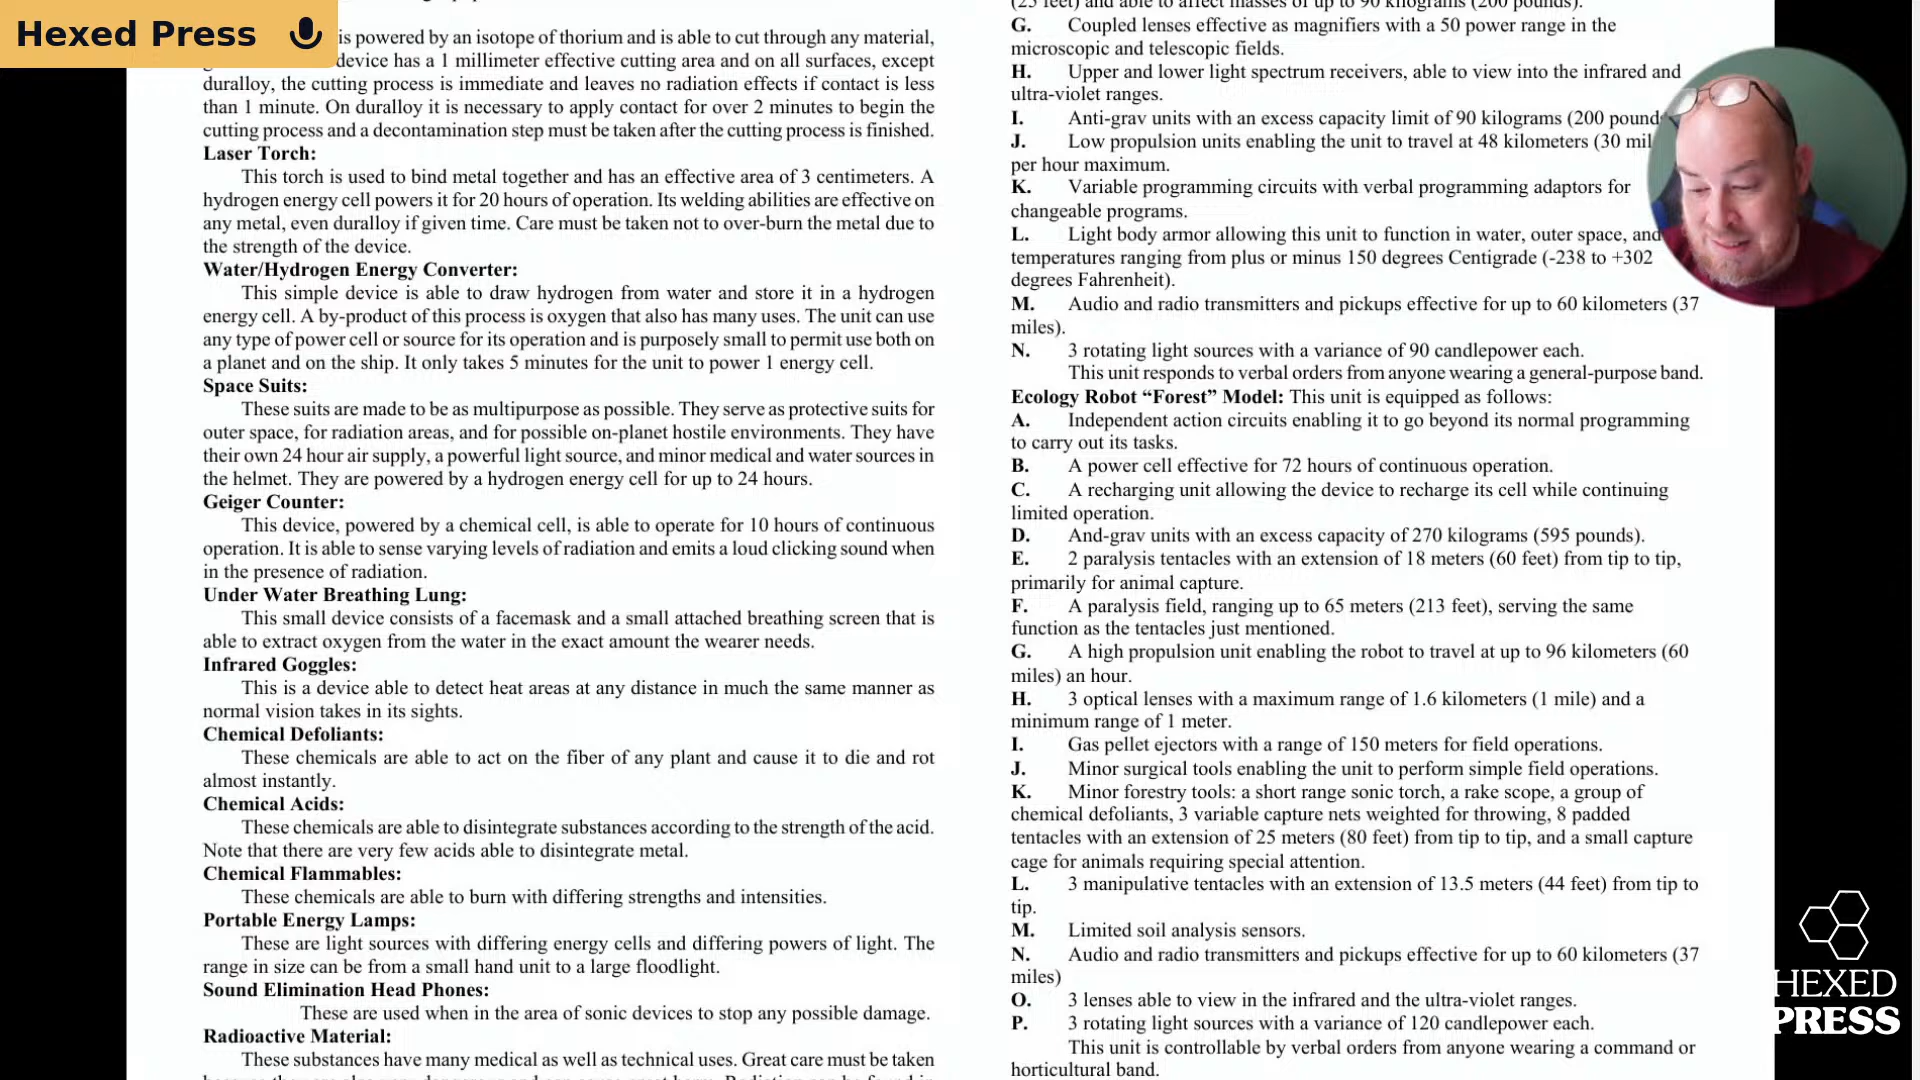 Hexed Press
is powered by an isotope of thorium and is able to cut through any material,
device has a 1 millimeter effective cutting area and on all surfaces, except
duralloy, the cutting process is immediate and leaves no radiation effects if contact is less
than 1 minute. On duralloy it is necessary to apply contact for over 2 minutes to begin the
cutting process and a decontamination step must be taken after the cutting process is finished.
Laser Torch:
This torch is used to bind metal together and has an effective area of 3 centimeters. A
hydrogen energy cell powers it for 20 hours of operation. Its welding abilities are effective on
any metal, even duralloy if given time. Care must be taken not to over-burn the metal due to
the strength of the device.
Water/Hydrogen Energy Converter:
This simple device is able to draw hydrogen from water and store it in a hydrogen
energy cell. A by-product of this process is oxygen that also has many uses. The unit can use
any type of power cell or source for its operation and is purposely small to permit use both on
a planet and on the ship. It only takes 5 minutes for the unit to power 1 energy cell.
Space Suits:
These suits are made to be as multipurpose as possible. They serve as protective suits for
outer space, for radiation areas, and for possible on-planet hostile environments. They have
their own 24 hour air supply, a powerful light source, and minor medical and water sources in
the helmet. They are powered by a hydrogen energy cell for up to 24 hours.
Geiger Counter:
This device, powered by a chemical cell, is able to operate for 10 hours of continuous
operation. It is able to sense varying levels of radiation and emits a loud clicking sound when
in the presence of radiation.
Under Water Breathing Lung:
This small device consists of a facemask and a small attached breathing screen that is
able to extract oxygen from the water in the exact amount the wearer needs.
Infrared Goggles:
This is a device able to detect heat areas at any distance in much the same manner as
normal vision takes in its sights.
Chemical Defoliants:
These chemicals are able to act on the fiber of any plant and cause it to die and rot
almost instantly.
Chemical Acids:
These chemicals are able to disintegrate substances according to the strength of the acid.
Note that there are very few acids able to disintegrate metal.
Chemical Flammables:
These chemicals are able to burn with differing strengths and intensities.
Portable Energy Lamps:
These are light sources with differing energy cells and differing powers of light. The
range in size can be from a small hand unit to a large floodlight.
Sound Elimination Head Phones:
These are used when in the area of sonic devices to stop any possible damage.
Radioactive Material:
These substances have many medical as well as technical uses. Great care must be taken
(25 feet) and able to affect masses of up to 90 kilograms (200 pounds).
G. Coupled lenses effective as magnifiers with a 50 power range in the
microscopic and telescopic fields.
H. Upper and lower light spectrum receivers, able to view into the infrared and
ultra-violet ranges.
I. Anti-grav units with an excess capacity limit of 90 kilograms (200 pound
J. Low propulsion units enabling the unit to travel at 48 kilometers (30 mil
per hour maximum.
K. Variable programming circuits with verbal programming adaptors for
changeable programs.
L. Light body armor allowing this unit to function in water, outer space, and
temperatures ranging from plus or minus 150 degrees Centigrade (-238 to +302
degrees Fahrenheit).
M. Audio and radio transmitters and pickups effective for up to 60 kilometers (37
miles).
N. 3 rotating light sources with a variance of 90 candlepower each.
This unit responds to verbal orders from anyone wearing a general-purpose band.
Ecology Robot “Forest” Model: This unit is equipped as follows:
A. Independent action circuits enabling it to go beyond its normal programming
to carry out its tasks.
B. A power cell effective for 72 hours of continuous operation.
C. A recharging unit allowing the device to recharge its cell while continuing
limited operation.
D. And-grav units with an excess capacity of 270 kilograms (595 pounds).
E. 2 paralysis tentacles with an extension of 18 meters (60 feet) from tip to tip,
primarily for animal capture.
F. A paralysis field, ranging up to 65 meters (213 feet), serving the same
function as the tentacles just mentioned.
G. A high propulsion unit enabling the robot to travel at up to 96 kilometers (60
miles) an hour.
H. 3 optical lenses with a maximum range of 1.6 kilometers (1 mile) and a
minimum range of 1 meter.
I. Gas pellet ejectors with a range of 150 meters for field operations.
J. Minor surgical tools enabling the unit to perform simple field operations.
K. Minor forestry tools: a short range sonic torch, a rake scope, a group of
chemical defoliants, 3 variable capture nets weighted for throwing, 8 padded
tentacles with an extension of 25 meters (80 feet) from tip to tip, and a small capture
cage for animals requiring special attention.
L. 3 manipulative tentacles with an extension of 13.5 meters (44 feet) from tip to
tip.
M. Limited soil analysis sensors.
N. Audio and radio transmitters and pickups effective for up to 60 kilometers (37
miles)
O. 3 lenses able to view in the infrared and the ultra-violet ranges.
P. 3 rotating light sources with a variance of 120 candlepower each.
This unit is controllable by verbal orders from anyone wearing a command or
horticultural band.
HEXED
PRESS